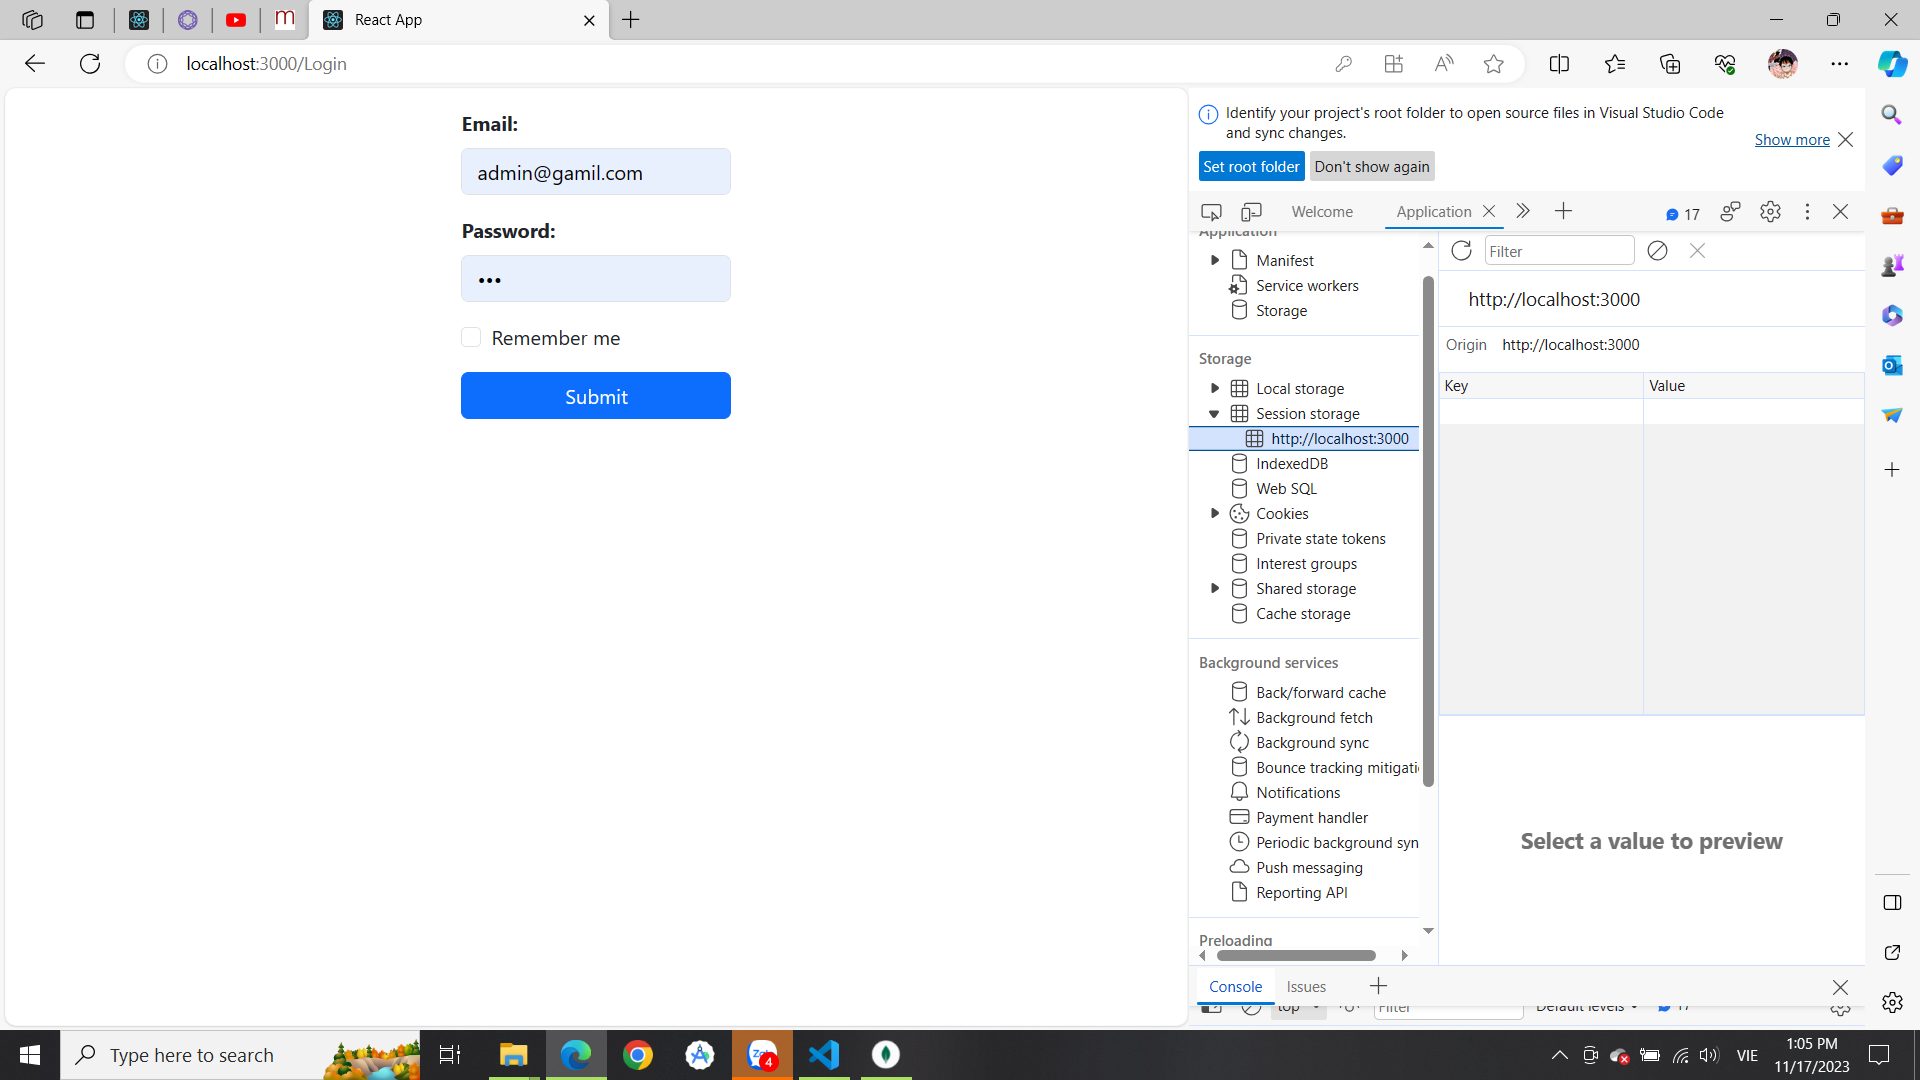 React App
localhost:3000/Login
Email:
admin@gamil.com
Password:
•••
Remember me
Submit
Identify your project's root folder to open source files in Visual Studio Code
and sync changes.
Show more
Set root folder
Don't show again
Welcome
Application
17
Application
Manifest
Service workers
Storage
Storage
Local storage
Session storage
http://localhost:3000
IndexedDB
Web SQL
Cookies
Private state tokens
Interest groups
Shared storage
Cache storage
Background services
Back/forward cache
Background fetch
Background sync
Bounce tracking mitigati
Notifications
Payment handler
Periodic background syn
Push messaging
Reporting API
Preloading
Filter
http://localhost:3000
Origin http://localhost:3000
Key Value
Select a value to preview
Console Issues
top Filter Default levels 17
Type here to search
4
VIE
1:05 PM
11/17/2023